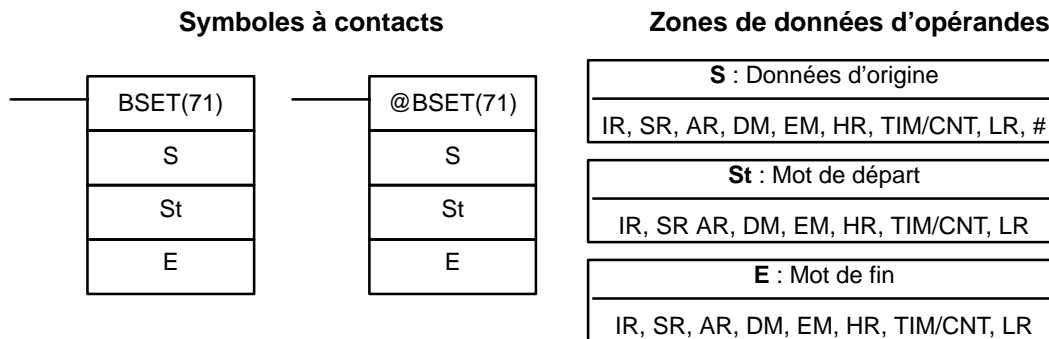 Symboles à contacts
BSET(71)
S
St
E
@BSET(71)
S
St
E
Zones de données d’opérandes
S : Données d’origine
IR, SR, AR, DM, EM, HR, TIM/CNT, LR, #
St : Mot de départ
IR, SR AR, DM, EM, HR, TIM/CNT, LR
E : Mot de fin
IR, SR, AR, DM, EM, HR, TIM/CNT, LR